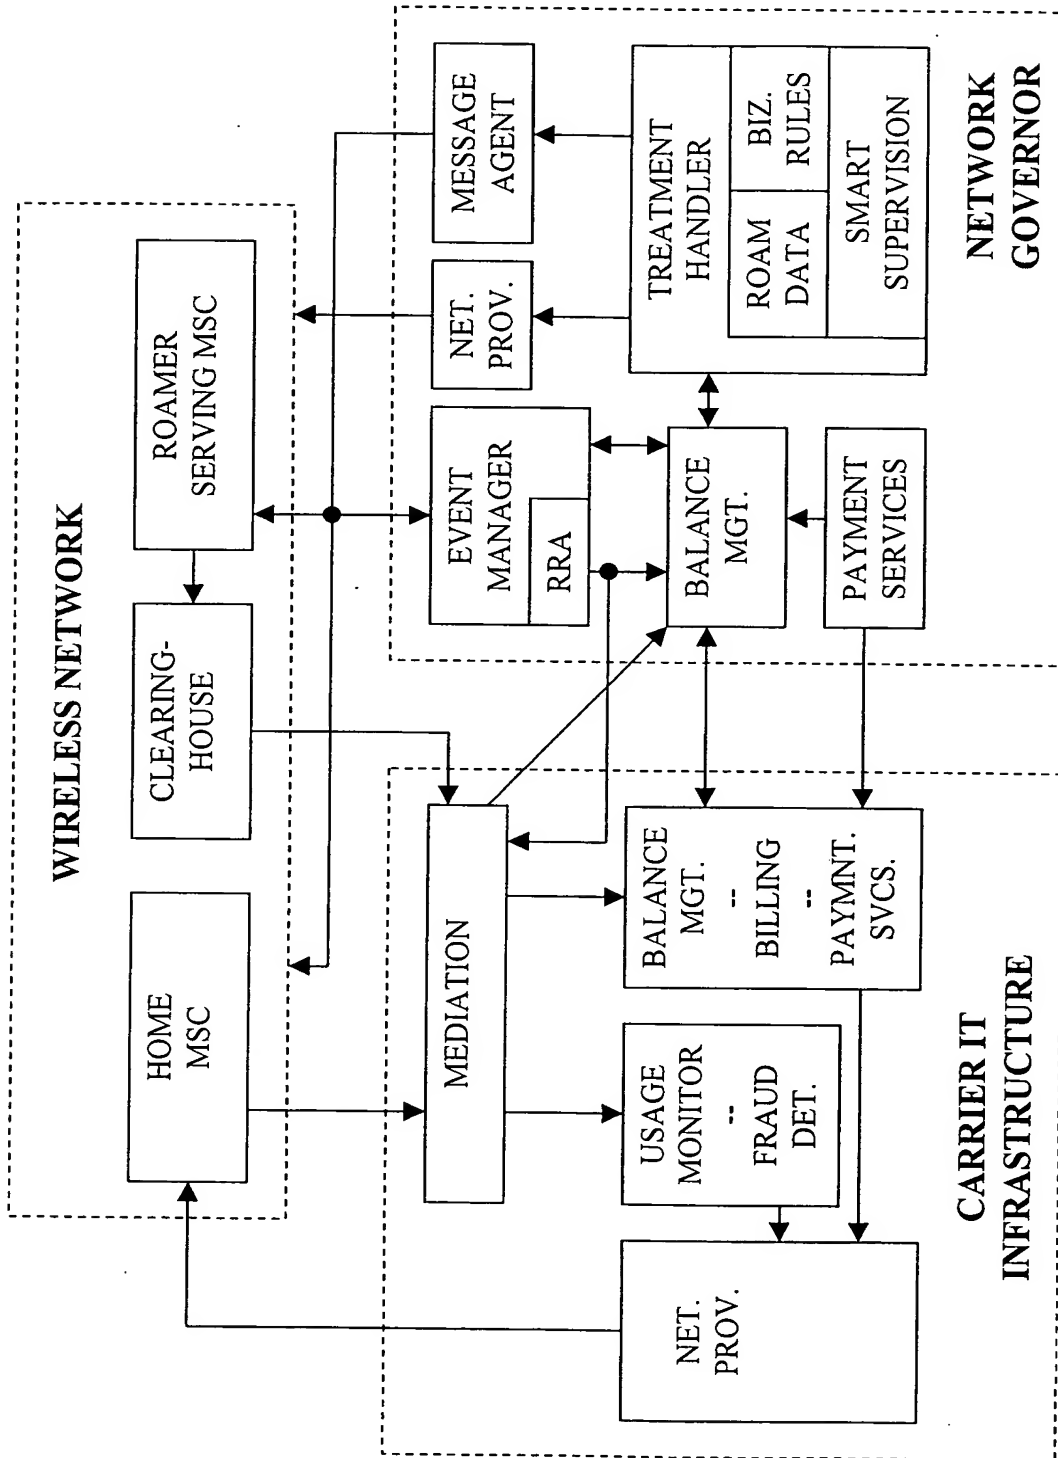 WIRELESS NETWORK
HOME
MSC
CLEARING-
HOUSE
ROAMER
SERVING MSC
MEDIATION
EVENT
MANAGER
RRA
NET.
PROV.
MESSAGE
AGENT
NET.
PROV.
USAGE
MONITOR
--
FRAUD
DET.
BALANCE
MGT.
--
BILLING
--
PAYMNT.
SVCS.
BALANCE
MGT.
PAYMENT
SERVICES
TREATMENT
HANDLER
ROAM
DATA
BIZ.
RULES
SMART
SUPERVISION
CARRIER IT
INFRASTRUCTURE
NETWORK
GOVERNOR